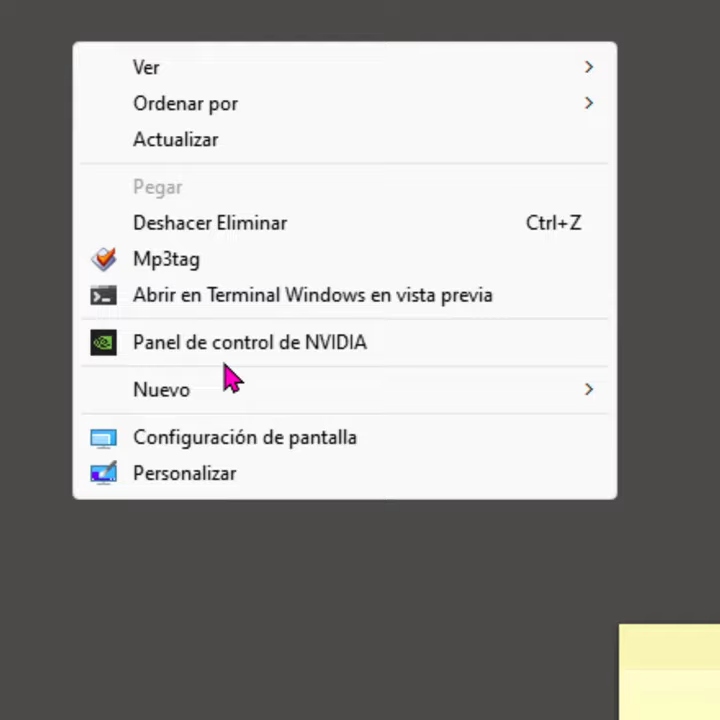 Ver
Ordenar por
Actualizar
Pegar
Deshacer Eliminar Ctrl+Z
Mp3tag
Abrir en Terminal Windows en vista previa
Panel de control de NVIDIA
Nuevo
Configuración de pantalla
Personalizar